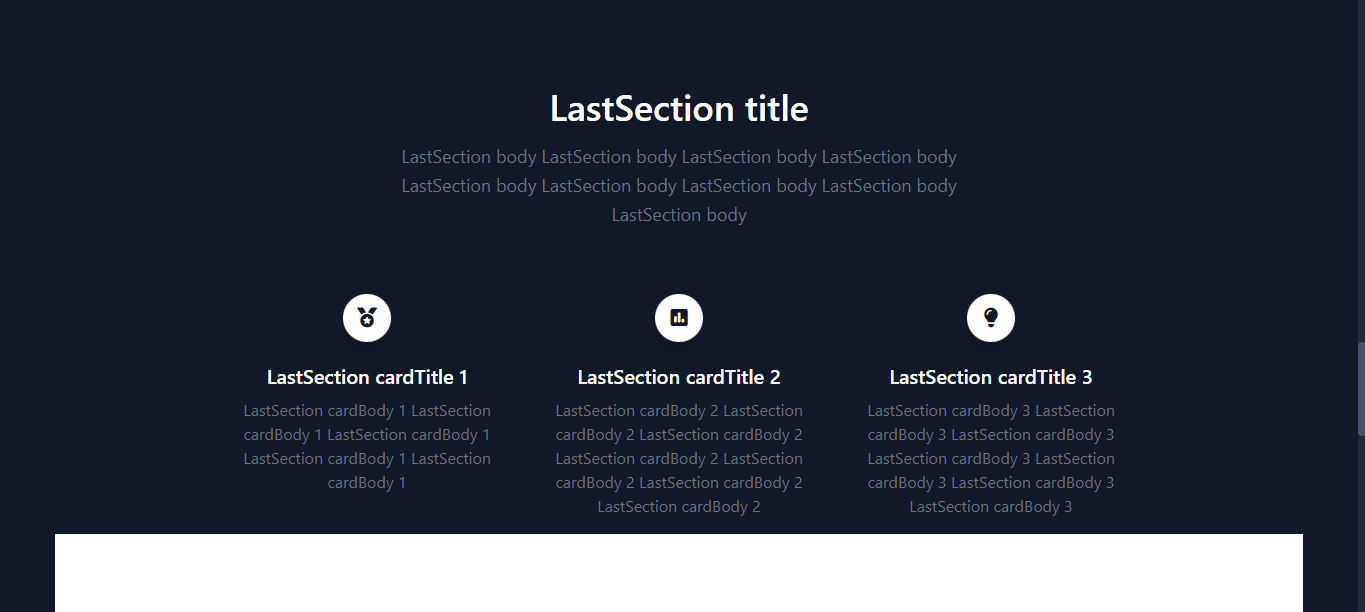 LastSection title
LastSection body LastSection body LastSection body LastSection body
LastSection body LastSection body LastSection body LastSection body
LastSection body
LastSection cardTitle 1
LastSection cardBody 1 LastSection
cardBody 1 LastSection cardBody 1
LastSection cardBody 1 LastSection
cardBody 1
LastSection cardTitle 2
LastSection cardBody 2 LastSection
cardBody 2 LastSection cardBody 2
LastSection cardBody 2 LastSection
cardBody 2 LastSection cardBody 2
LastSection cardBody 2
LastSection cardTitle 3
LastSection cardBody 3 LastSection
cardBody 3 LastSection cardBody 3
LastSection cardBody 3 LastSection
cardBody 3 LastSection cardBody 3
LastSection cardBody 3